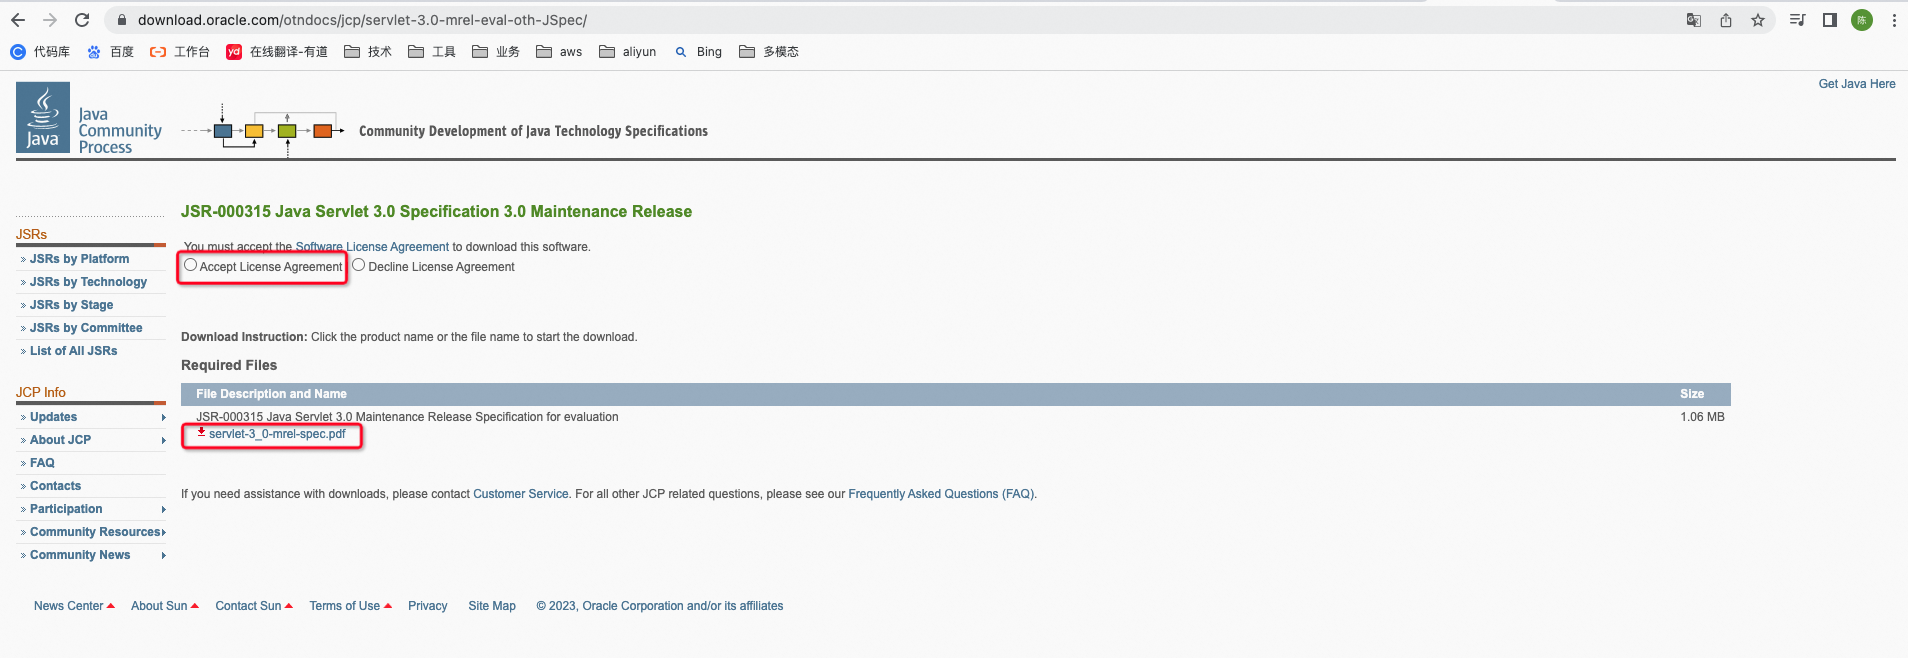 download.oracle.com/otndocs/jcp/servlet-3.0-mrel-eval-oth-JSpec/
陈
代码库 百度 工作台 yd 在线翻译-有道 技术 工具 业务 aws aliyun Bing 多模态
Get Java Here
Java
Java
Community
Process
Community Development of Java Technology Specifications
JSR-000315 Java Servlet 3.0 Specification 3.0 Maintenance Release
You must accept the Software License Agreement to download this software.
Accept License Agreement Decline License Agreement
JSRs
» JSRs by Platform
» JSRs by Technology
» JSRs by Stage
» JSRs by Committee
» List of All JSRs
Download Instruction: Click the product name or the file name to start the download.
Required Files
File Description and Name Size
JSR-000315 Java Servlet 3.0 Maintenance Release Specification for evaluation 1.06 MB
servlet-3_0-mrel-spec.pdf
JCP Info
» Updates
» About JCP
» FAQ
» Contacts
» Participation
» Community Resources
» Community News
If you need assistance with downloads, please contact Customer Service. For all other JCP related questions, please see our Frequently Asked Questions (FAQ).
News Center About Sun Contact Sun Terms of Use Privacy Site Map © 2023, Oracle Corporation and/or its affiliates